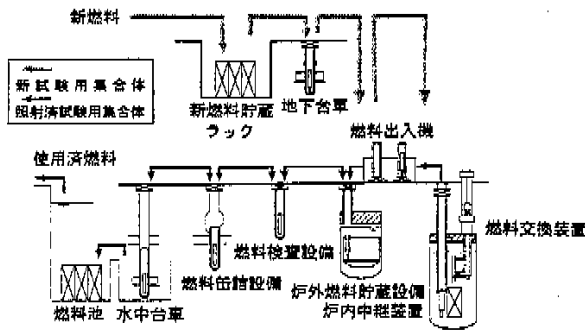 新燃料
新試験用集合体
照射済試験用集合体
新燃料貯蔵
ラック
地下台車
燃料出入機
使用済燃料
燃料交換装置
燃料検査設備
燃料缶詰設備
炉外燃料貯蔵設備
炉内中継装置
燃料池
水中台車